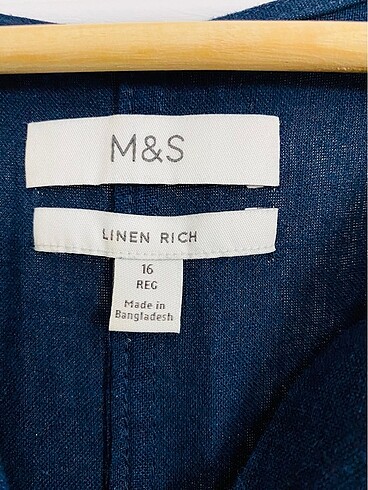 M&S
LINEN RICH
16
REG
Made in
Bangladesh